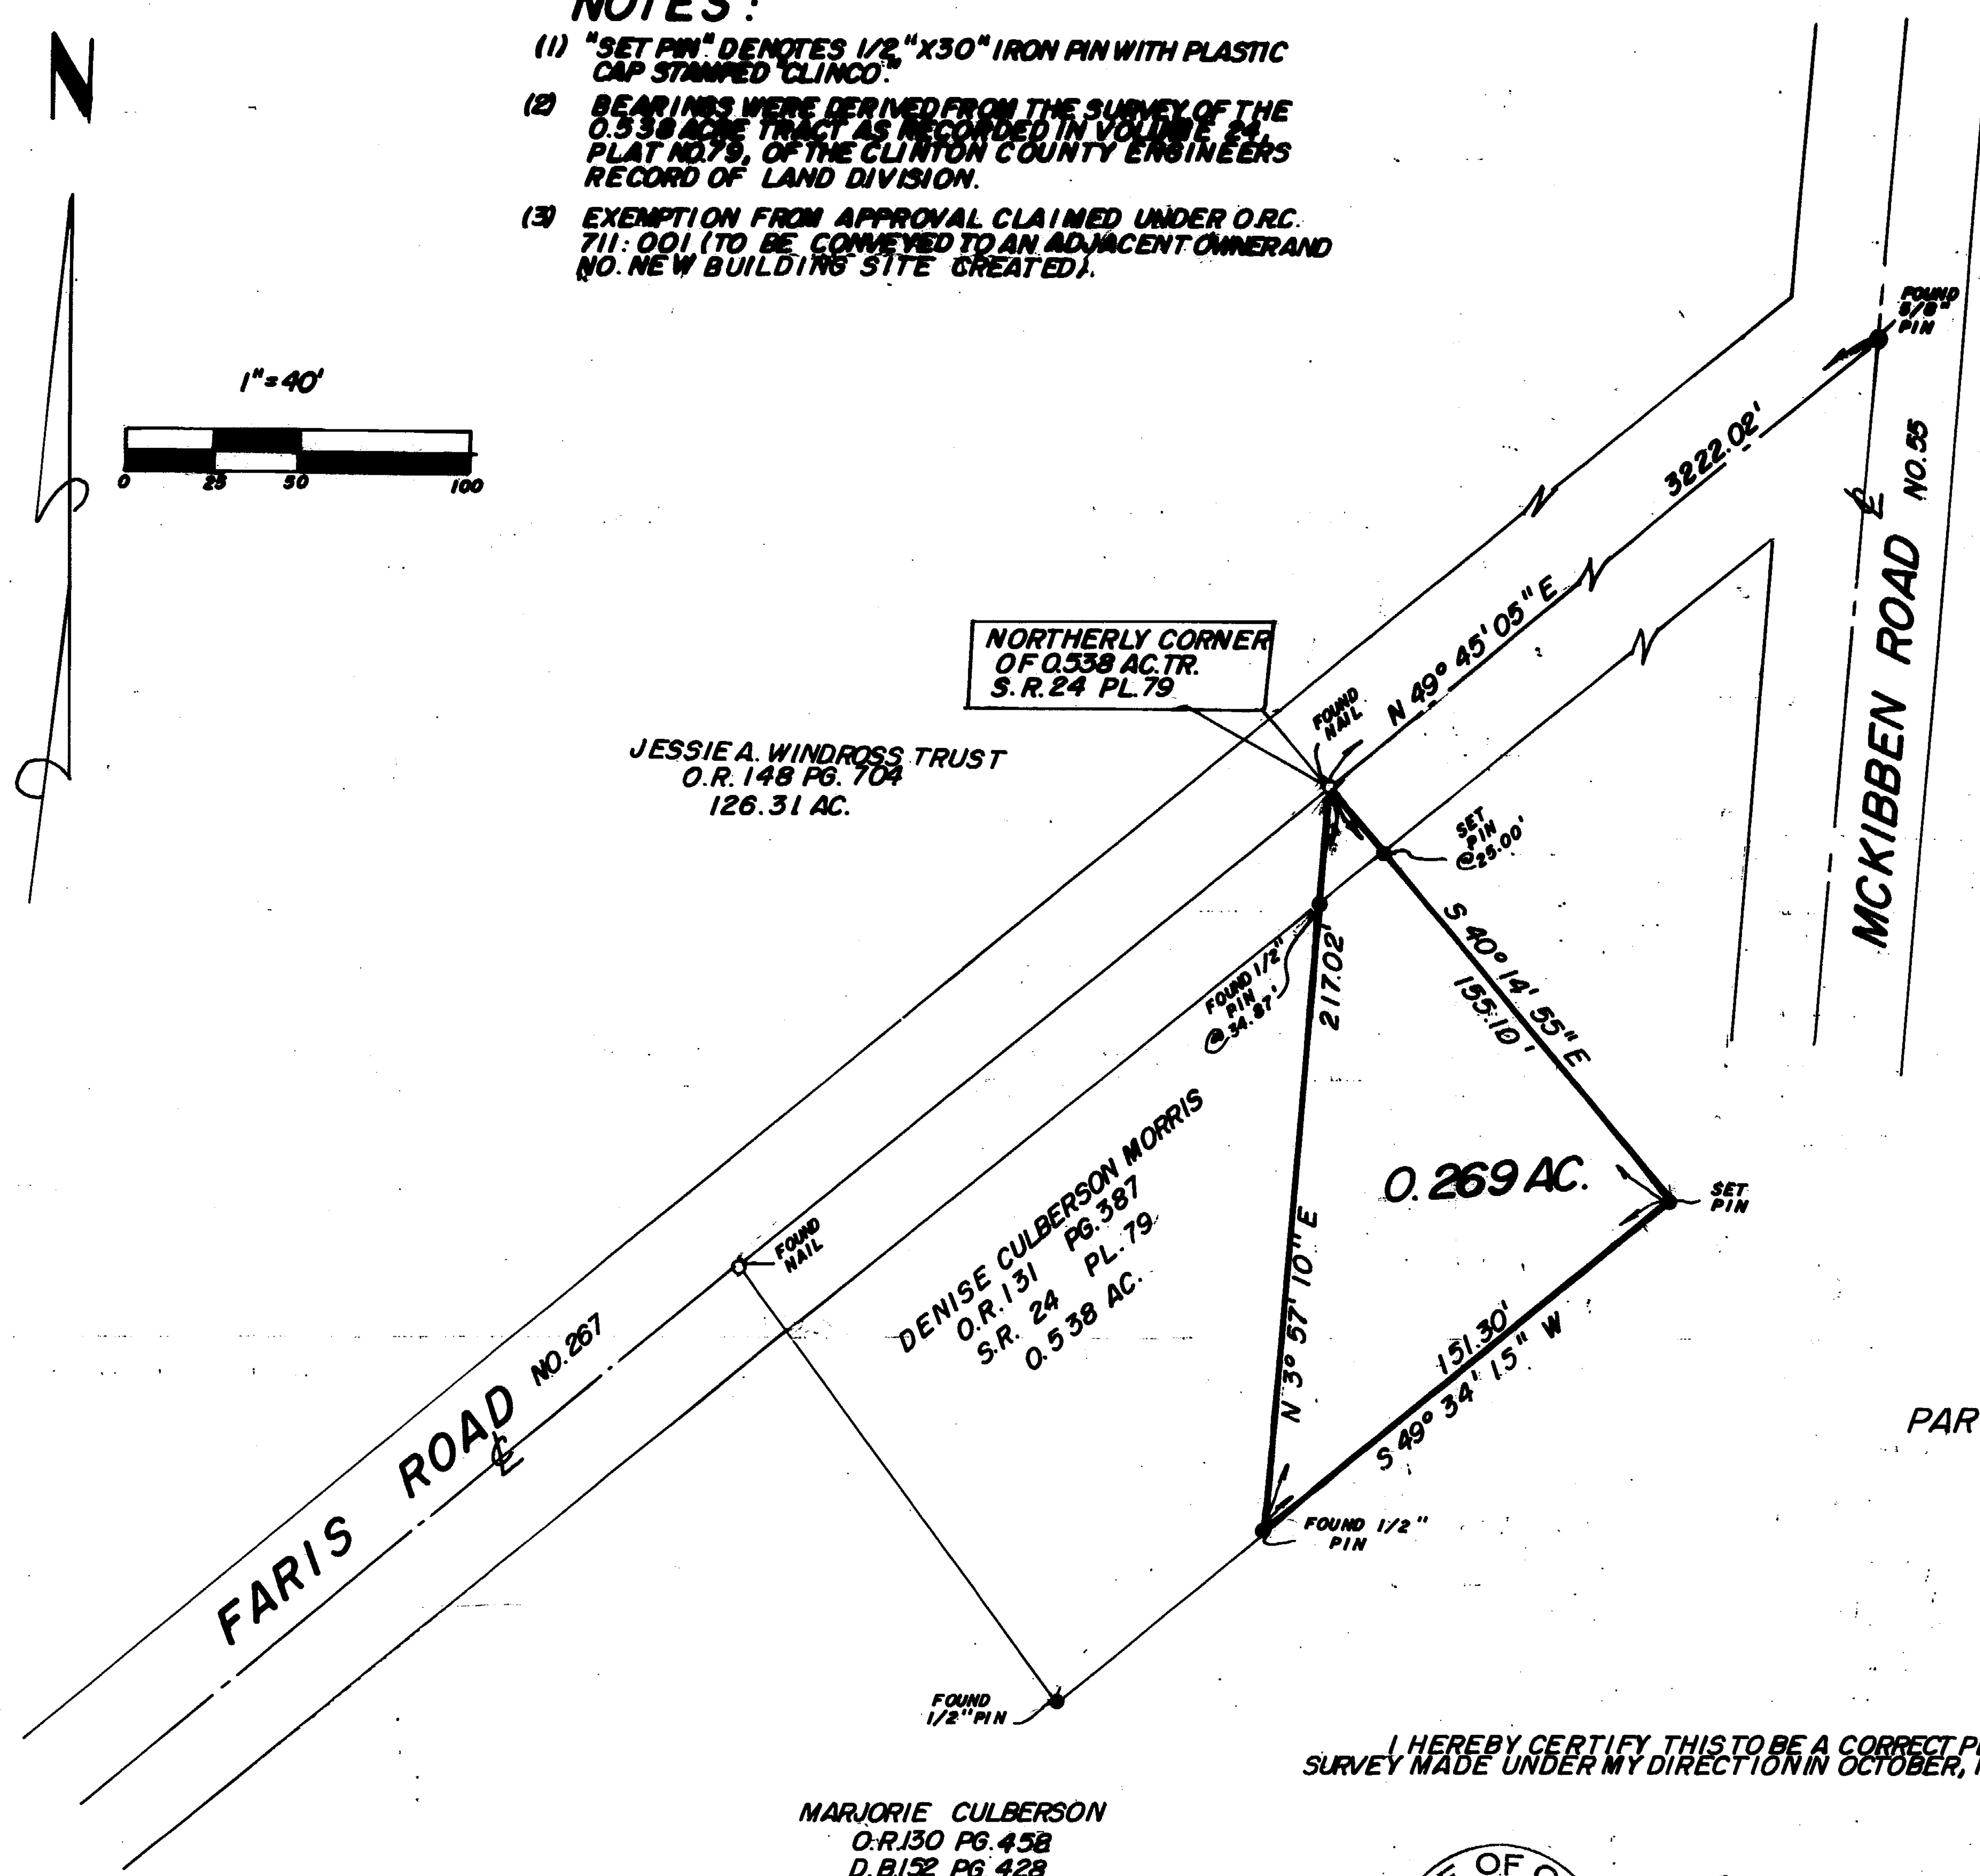 NOTES:
(1) "SET PIN" DENOTES 1/2"X30" IRON PIN WITH PLASTIC
CAP STAMPED "CLINCO."
(2) BEARINGS WERE DERIVED FROM THE SURVEY OF THE
0.538 ACRE TRACT AS RECORDED IN VOLUME 24,
PLAT NO.79, OF THE CLINTON COUNTY ENGINEERS
RECORD OF LAND DIVISION.
(3) EXEMPTION FROM APPROVAL CLAIMED UNDER O.R.C.
711:001 (TO BE CONVEYED TO AN ADJACENT OWNER AND
NO. NEW BUILDING SITE CREATED).
N
1"=40'
0 25 50 100
FOUND
5/8"
PIN
3222.02'
N 49° 45' 05" E
MCKIBBEN ROAD NO.55
NORTHERLY CORNER
OF 0.538 AC.TR.
S.R.24 PL.79
FOUND
NAIL
JESSIE A. WINDROSS TRUST
O.R.148 PG. 704
126.31 AC.
SET
PIN
@25.00'
S 40° 14' 55" E
155.10'
FOUND 1/2"
PIN
@34.87'
217.02'
N 3° 57' 10" E
DENISE CULBERSON MORRIS
O.R.131 PG.387
S.R. 24 PL.79
0.538 AC.
0.269 AC.
SET
PIN
151.30'
S 49° 34' 15" W
FOUND
NAIL
FARIS ROAD NO.267
FOUND 1/2"
PIN
FOUND
1/2" PIN
PAR
I HEREBY CERTIFY THIS TO BE A CORRECT
SURVEY MADE UNDER MY DIRECTION IN OCTOBER,
MARJORIE CULBERSON
O.R.130 PG.458
D.B.152 PG 428
OF